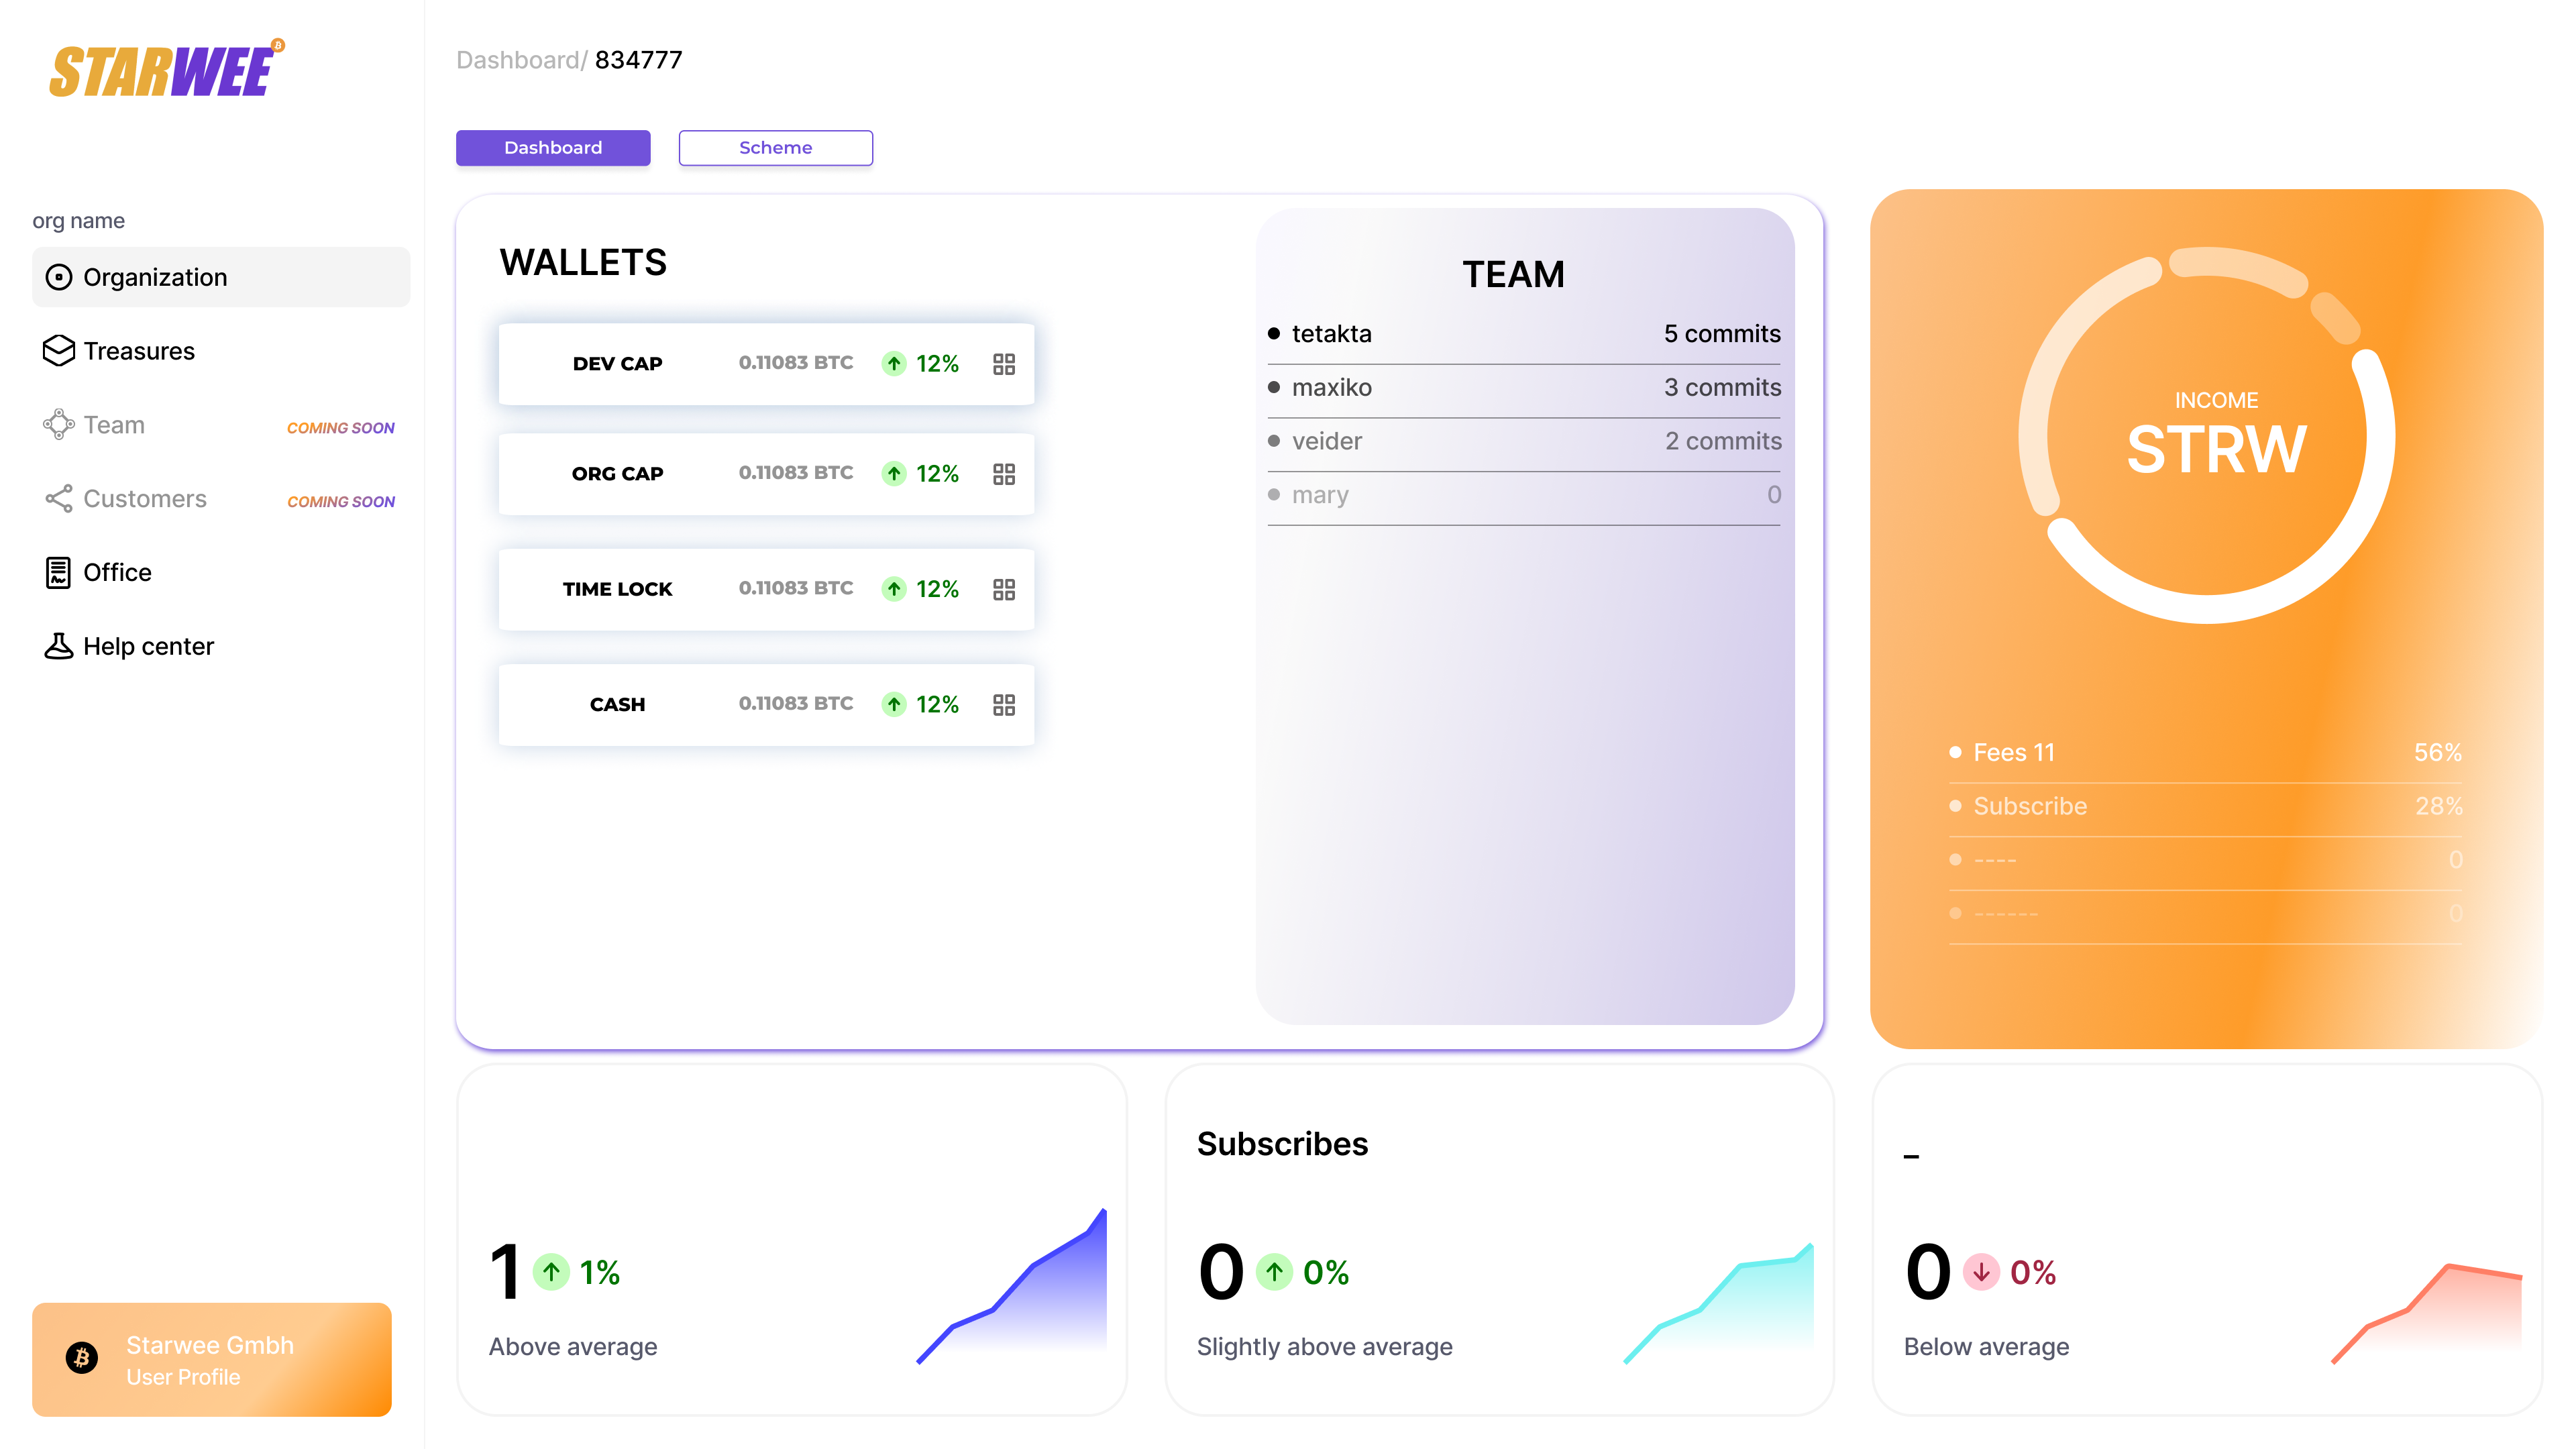 STARWEE
Dashboard/ 834777
Dashboard
Scheme
org name
Organization
Treasures
Team COMING SOON
Customers COMING SOON
Office
Help center
Starwee Gmbh
User Profile
WALLETS
DEV CAP 0.11083 BTC 12%
ORG CAP 0.11083 BTC 12%
TIME LOCK 0.11083 BTC 12%
CASH 0.11083 BTC 12%
TEAM
tetakta 5 commits
maxiko 3 commits
veider 2 commits
mary 0
INCOME
STRW
Fees 11 56%
Subscribe 28%
---- 0
------ 0
1 1%
Above average
Subscribes
0 0%
Slightly above average
–
0 0%
Below average